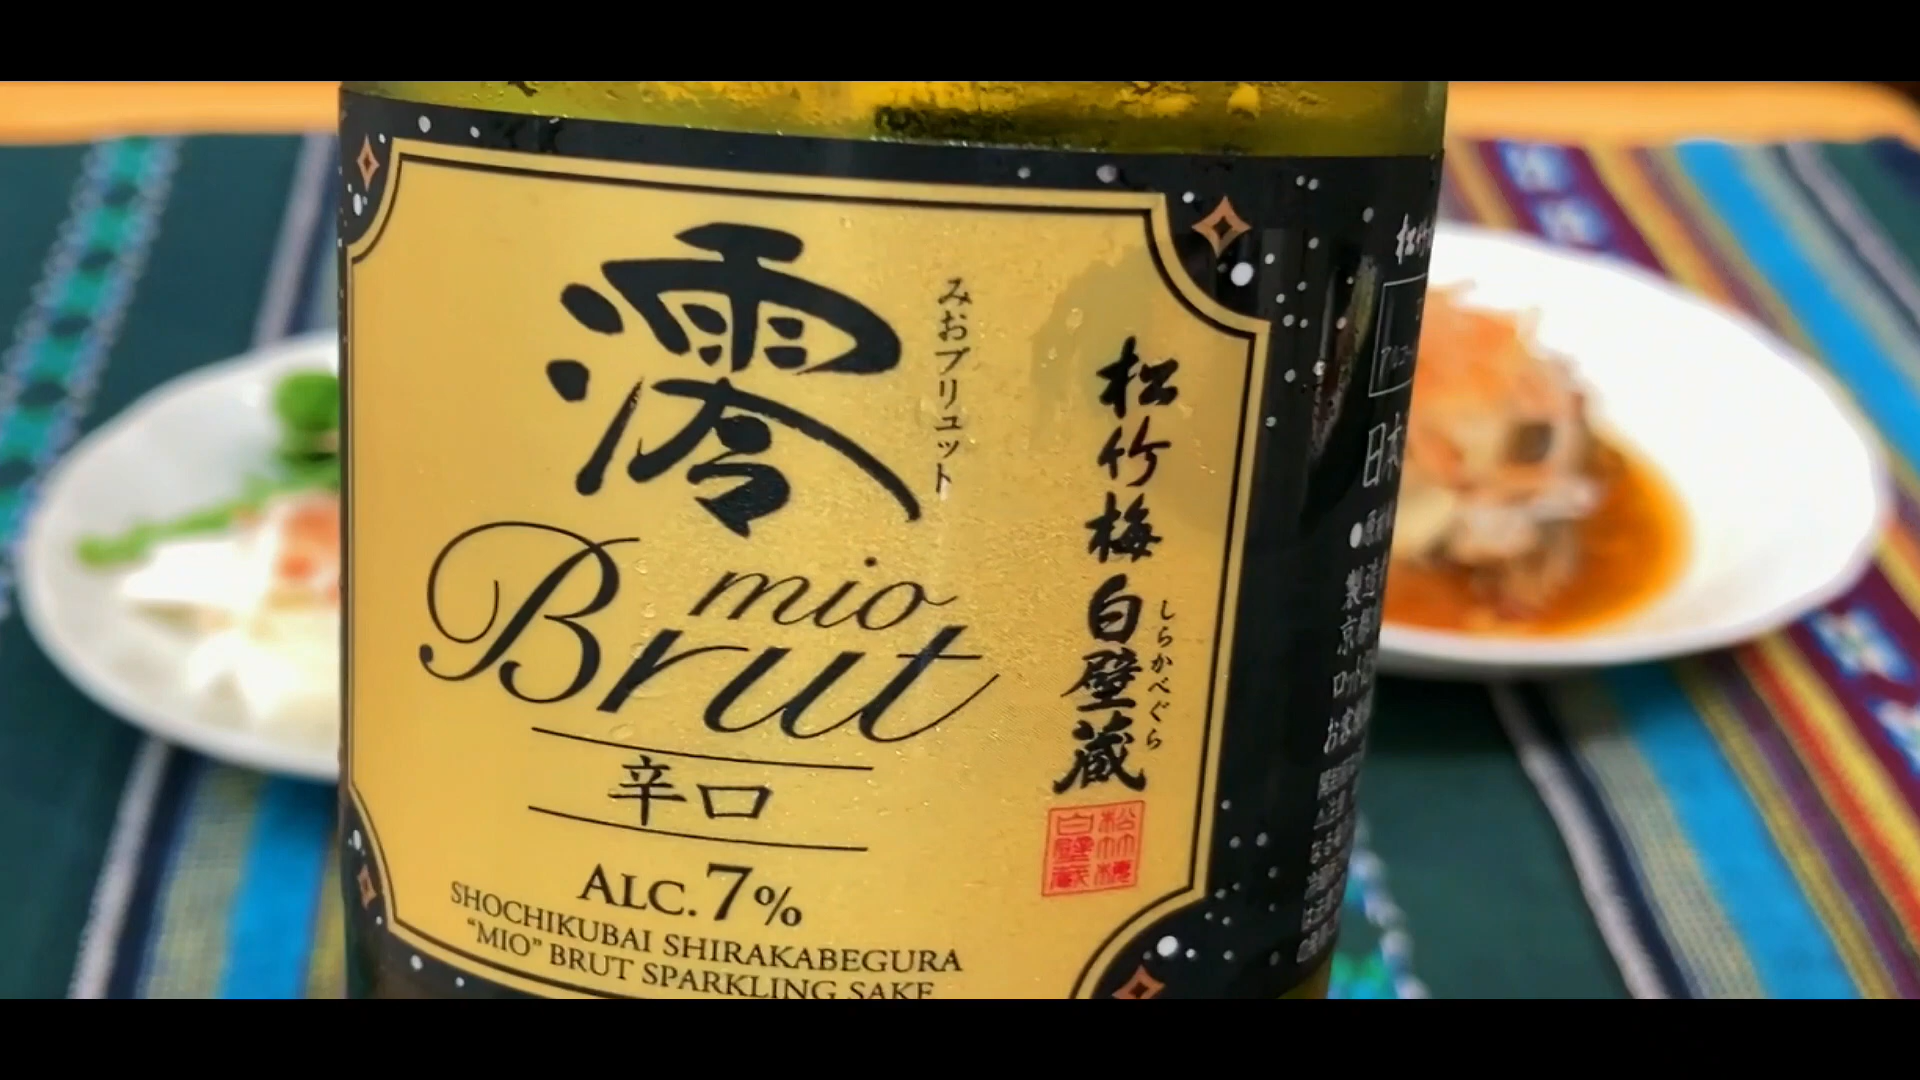 澪
みおブリュット
mio
Brut
辛口
ALC.7%
SHOCHIKUBAI SHIRAKABEGURA
“MIO” BRUT SPARKLING SAKE
松竹梅白壁蔵
しらかべぐら
松竹梅
白壁蔵
松竹